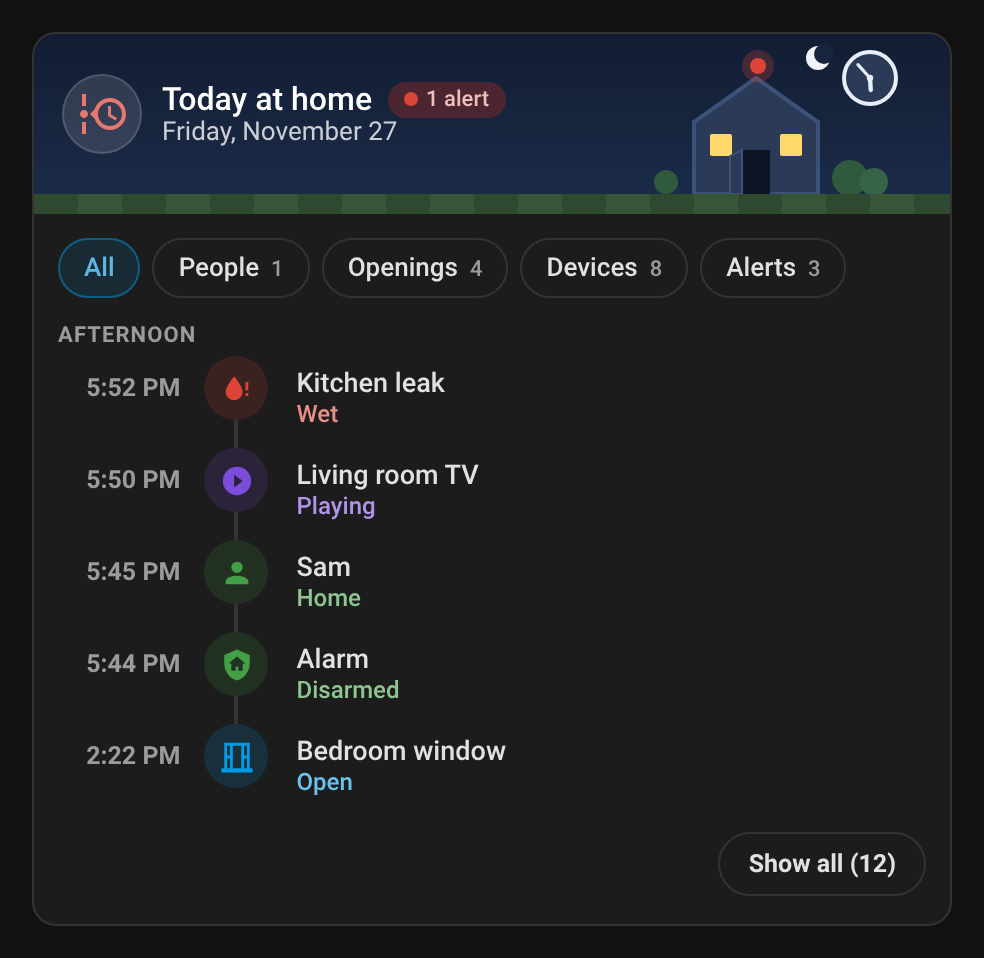 Today at home 1 alert
Friday, November 27
All People 1 Openings 4 Devices 8 Alerts 3
AFTERNOON
5:52 PM Kitchen leak
Wet
5:50 PM Living room TV
Playing
5:45 PM Sam
Home
5:44 PM Alarm
Disarmed
2:22 PM Bedroom window
Open
Show all (12)